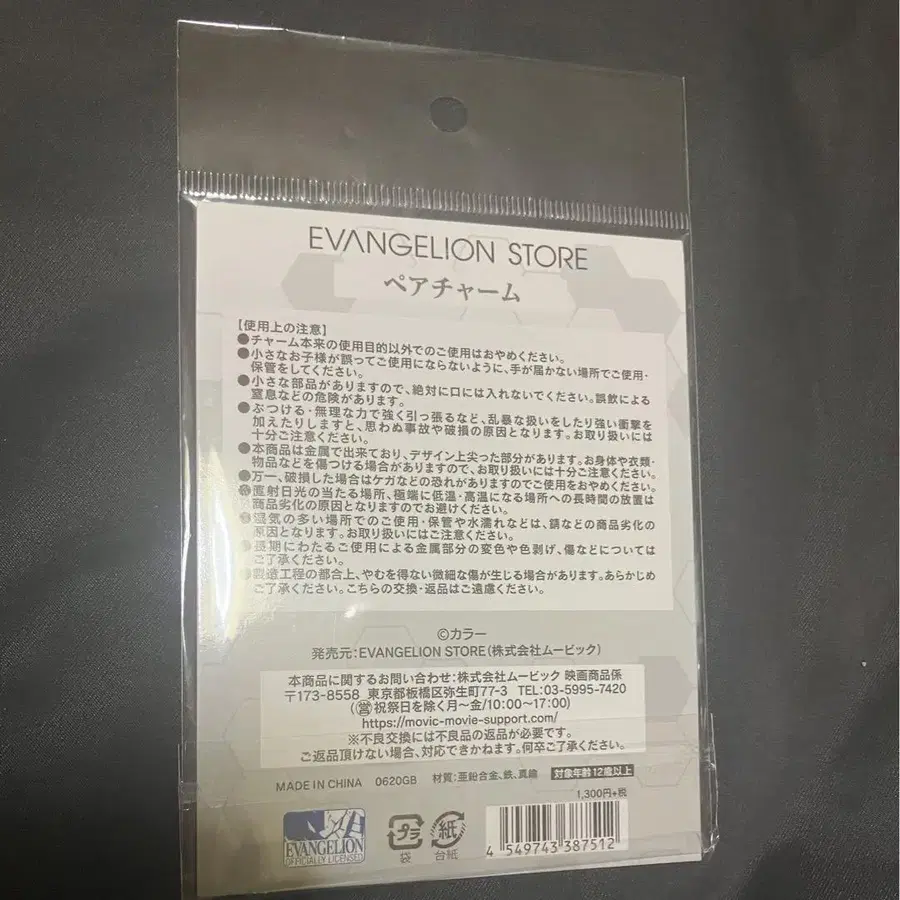 EVANGELION STORE
ペアチャーム
【使用上の注意】
●チャーム本来の使用目的以外でのご使用はおやめください。
●小さなお子様が誤ってご使用にならないように、手が届かない場所でご使用・
保管をしてください。
●小さな部品がありますので、絶対に口には入れないでください。誤飲による
窒息などの危険があります。
●ぶつける・無理な力で強く引っ張るなど、乱暴な扱いをしたり強い衝撃を
加えたりしますと、思わぬ事故や破損の原因となります。お取り扱いには
十分ご注意ください。
●本商品は金属で出来ており、デザイン上尖った部分があります。お身体や衣類・
物品などを傷つける場合がありますので、お取り扱いには十分ご注意ください。
●万一、破損した場合はケガなどの恐れがありますのでご使用をおやめください。
●直射日光の当たる場所、極端に低温・高温になる場所への長時間の放置は
商品劣化の原因となりますのでお避けください。
●湿気の多い場所でのご使用・保管や水濡れなどは、錆などの商品劣化の
原因となります。お取り扱いにはご注意ください。
●長期にわたるご使用による金属部分の変色や色剥げ、傷などについては
ご了承ください。
●製造工程の都合上、やむを得ない微細な傷が生じる場合があります。あらかじめ
ご了承ください。こちらの交換・返品はご遠慮ください。
©カラー
発売元:EVANGELION STORE(株式会社ムービック)
本商品に関するお問い合わせ:株式会社ムービック 映画商品係
〒173-8558 東京都板橋区弥生町77-3 TEL:03-5995-7420
(営祝祭日を除く月～金/10:00～17:00)
https://movic-movie-support.com/
※不良交換には不良品の返品が必要です。
ご返品頂けない場合、対応できかねます。何卒ご了承ください。
MADE IN CHINA 0620GB 材質:亜鉛合金、鉄、真鍮 対象年齢12歳以上
1,300円+税
EVANGELION
OFFICIALLY LICENSED
プラ
袋
紙
台紙
4 549743 387512